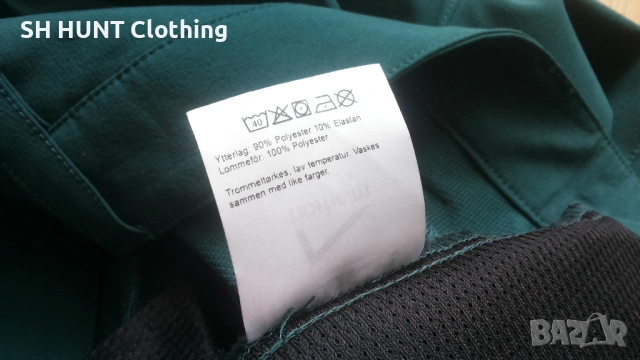 SH HUNT Clothing
40
Ytterlag: 90% Polyester 10% Elastan
Lommefôr: 100% Polyester
Trommeltørkes, lav temperatur. Vaskes
sammen med like farger.
BAZAR